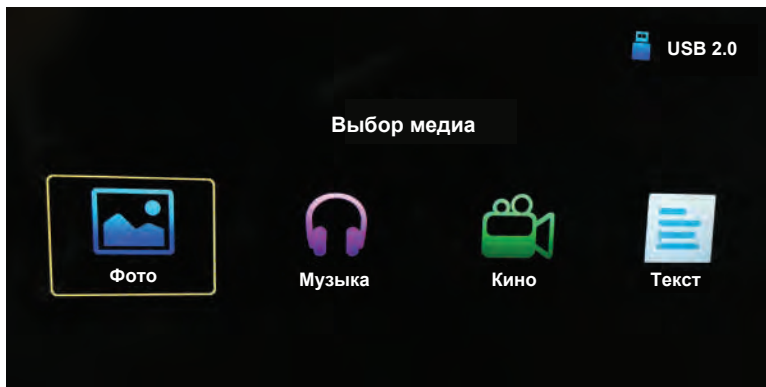 USB 2.0
Выбор медиа
Фото
Музыка
Кино
Текст